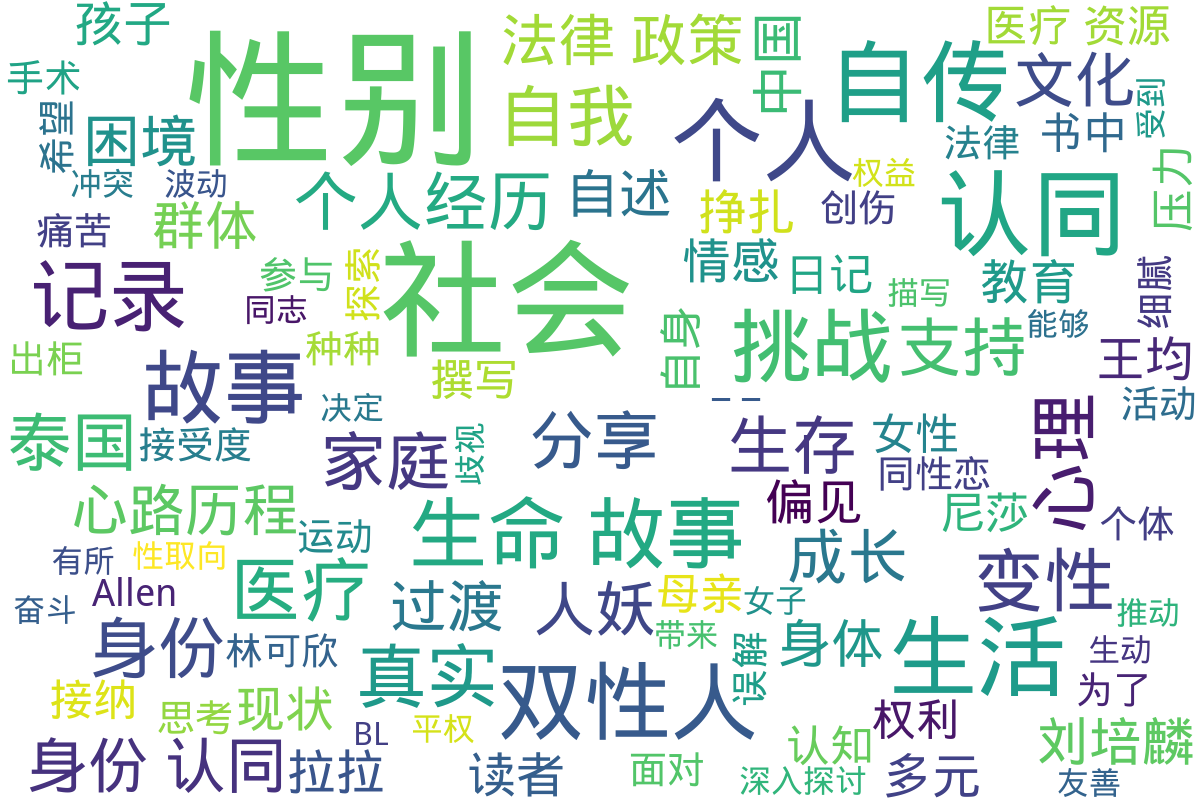 孩子
性别
法律 政策
中国
自传
医疗 资源
手术
希望
困境
自我
个人
文化
受到
书中
法律
冲突
波动
个人经历
自述
权益
认同
压力
痛苦
群体
挣扎
创伤
记录
参与
探索
社会
情感
日记
教育
细腻
同志
描写
出柜
种种
自身
挑战
支持
能够
王均
故事
撰写
一 一
决定
活动
泰国
接受度
家庭
歧视
分享
生存
女性
心理
同性恋
心路历程
偏见
尼莎
个体
运动
生命 故事
成长
有所
性取向
变性
Allen
医疗
过渡
人妖
母亲
女子
奋斗
推动
身份
林可欣
真实
带来
误解
身体
生活
生动
接纳
思考
现状
双性人
为了
BL
平权
权利
身份 认同
拉拉
读者
面对
认知
刘培麟
深入探讨
多元
友善